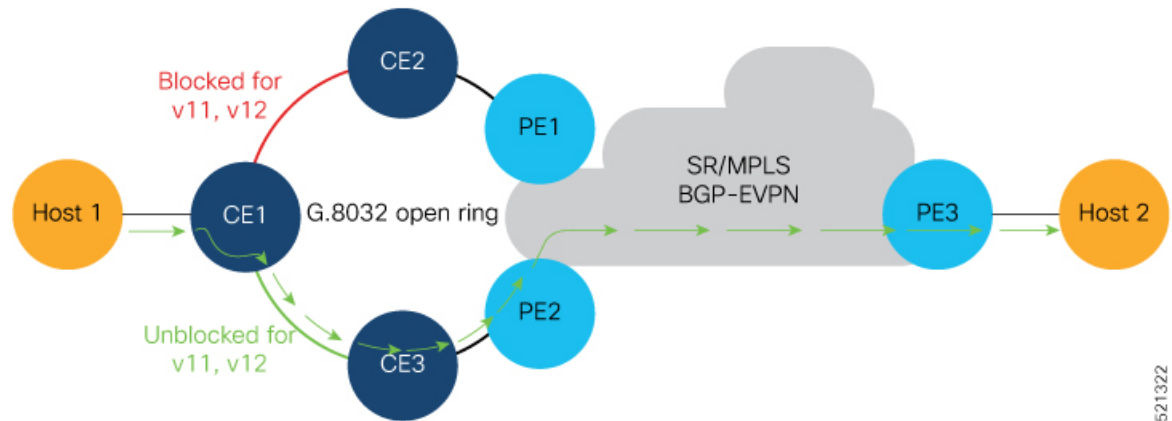 CE2
Blocked for
v11, v12
PE1
SR/MPLS
BGP-EVPN
Host 1
CE1
G.8032 open ring
PE3
Host 2
PE2
Unblocked for
v11, v12
CE3
521322